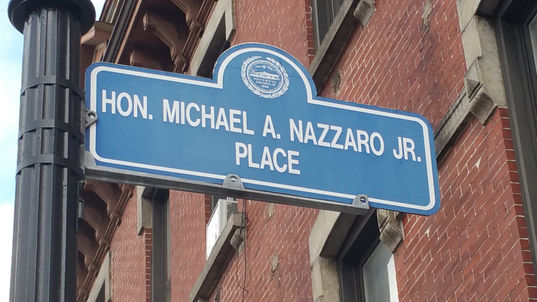 HON. MICHAEL A. NAZZARO JR.
PLACE